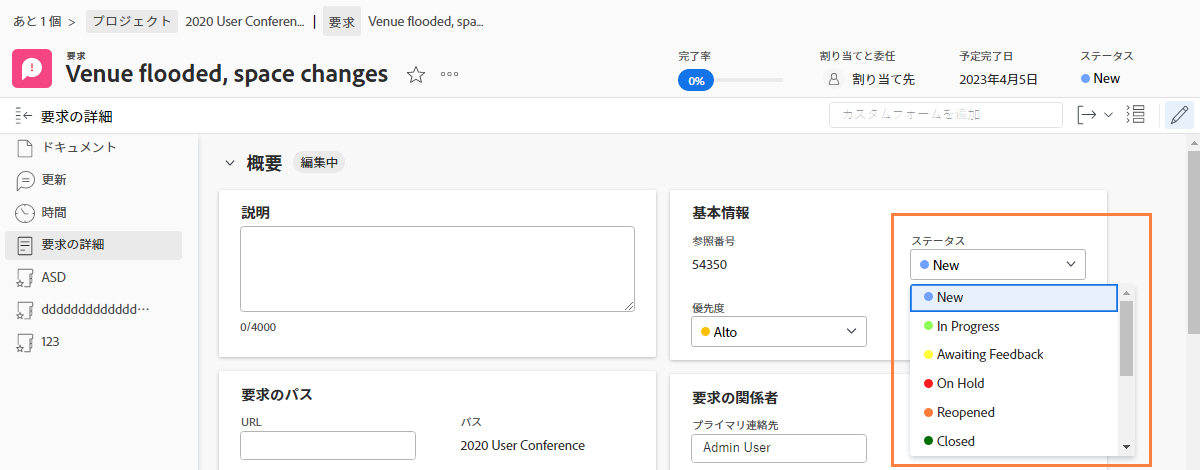 あと 1 個 > プロジェクト 2020 User Conferen... | 要求 Venue flooded, spa...
要求
Venue flooded, space changes
完了率
0%
割り当てと委任
割り当て先
予定完了日
2023年4月5日
ステータス
New
要求の詳細
カスタムフォームを追加
ドキュメント
更新
時間
要求の詳細
ASD
ddddddddddddd…
123
概要 編集中
説明
0/4000
基本情報
参照番号
54350
ステータス
New
優先度
Alto
New
In Progress
Awaiting Feedback
On Hold
Reopened
Closed
要求のパス
URL
パス
2020 User Conference
要求の関係者
プライマリ連絡先
Admin User